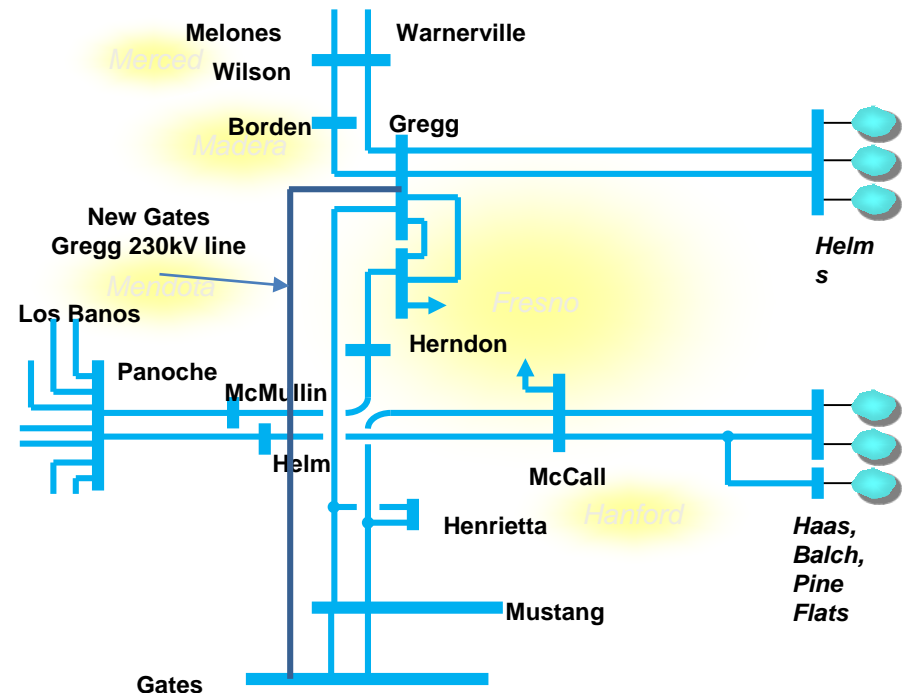 Melones
Warnerville
Merced
Wilson
Borden
Gregg
Madera
New Gates
Gregg 230kV line
Helm
s
Mendota
Fresno
Los Banos
Herndon
Panoche
McMullin
Helm
McCall
Henrietta
Hanford
Haas,
Balch,
Pine
Flats
Mustang
Gates